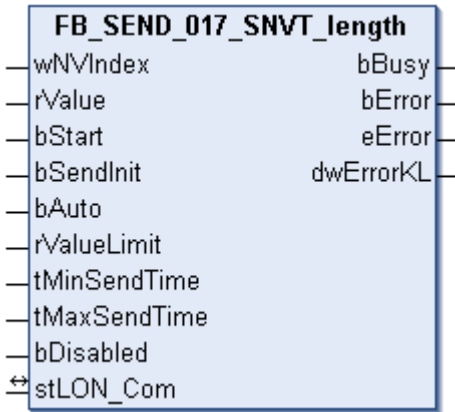 FB_SEND_017_SNVT_length
wNVIndex bBusy
rValue bError
bStart eError
bSendInit dwErrorKL
bAuto
rValueLimit
tMinSendTime
tMaxSendTime
bDisabled
stLON_Com